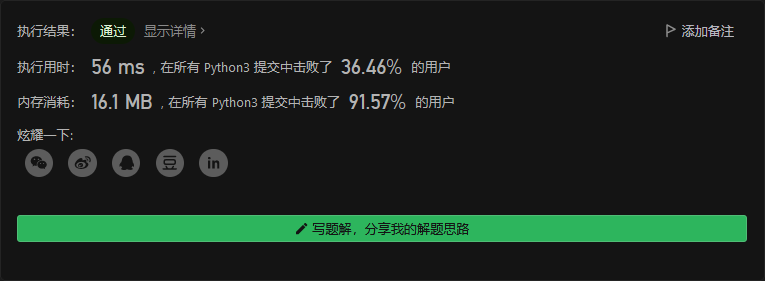 执行结果： 通过 显示详情 › 添加备注
执行用时： 56 ms , 在所有 Python3 提交中击败了 36.46% 的用户
内存消耗： 16.1 MB , 在所有 Python3 提交中击败了 91.57% 的用户
炫耀一下:
豆 in
写题解，分享我的解题思路